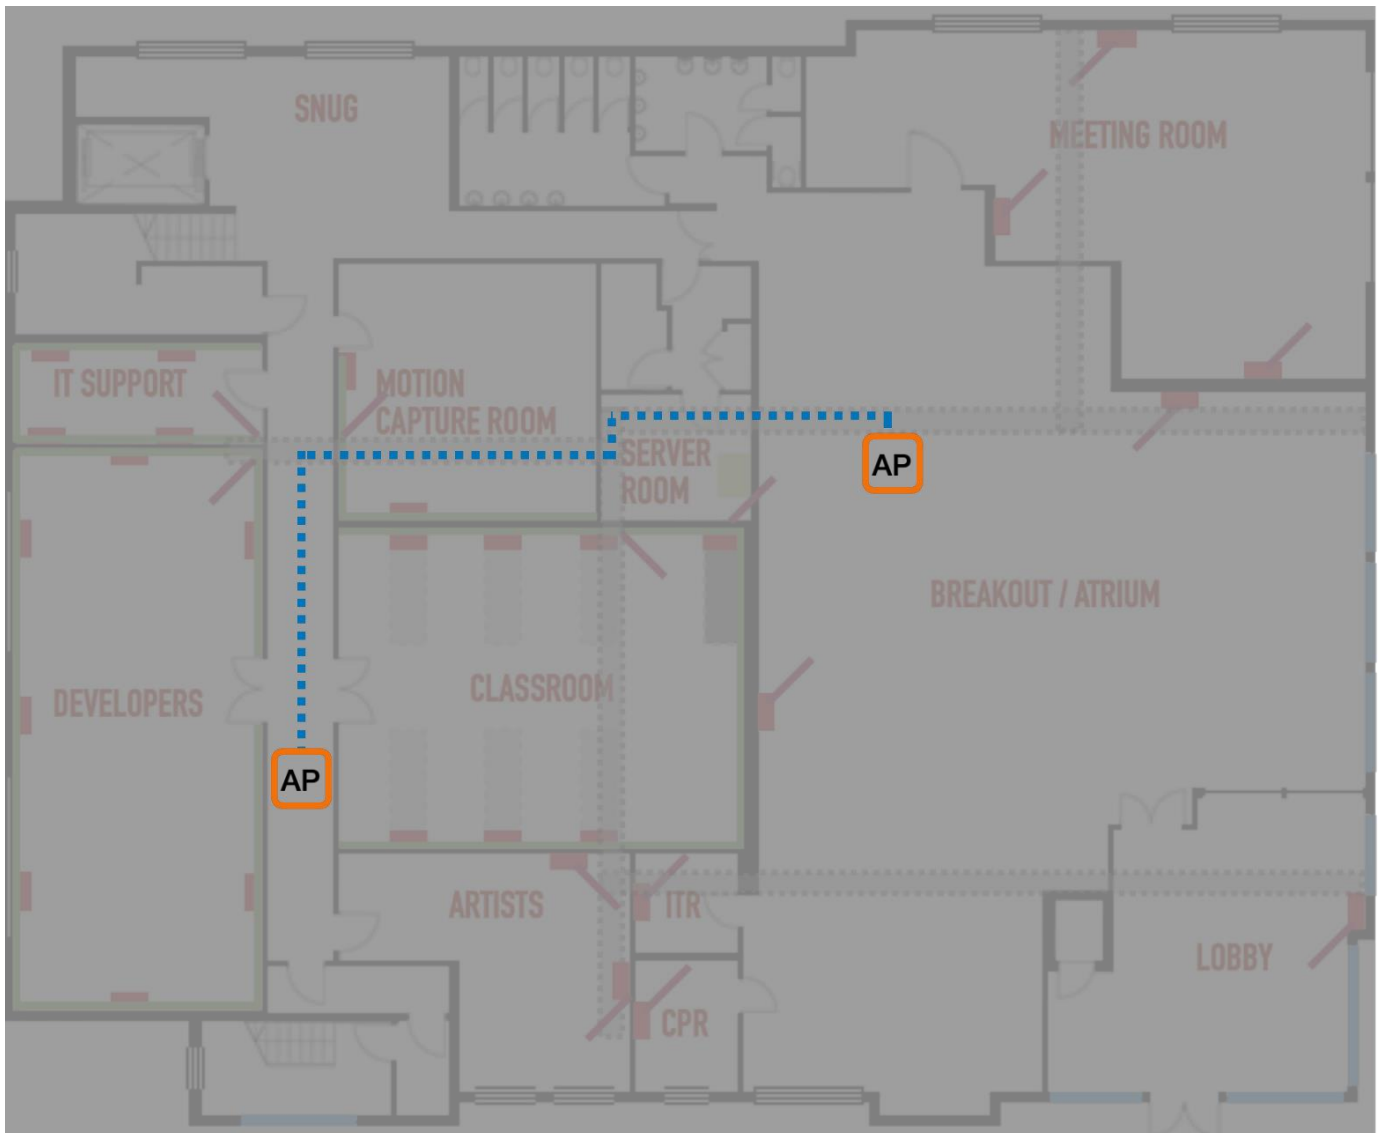 SNUG
MEETING ROOM
IT SUPPORT
MOTION
CAPTURE ROOM
SERVER
ROOM
AP
BREAKOUT / ATRIUM
DEVELOPERS
CLASSROOM
AP
ARTISTS
ITR
LOBBY
CPR